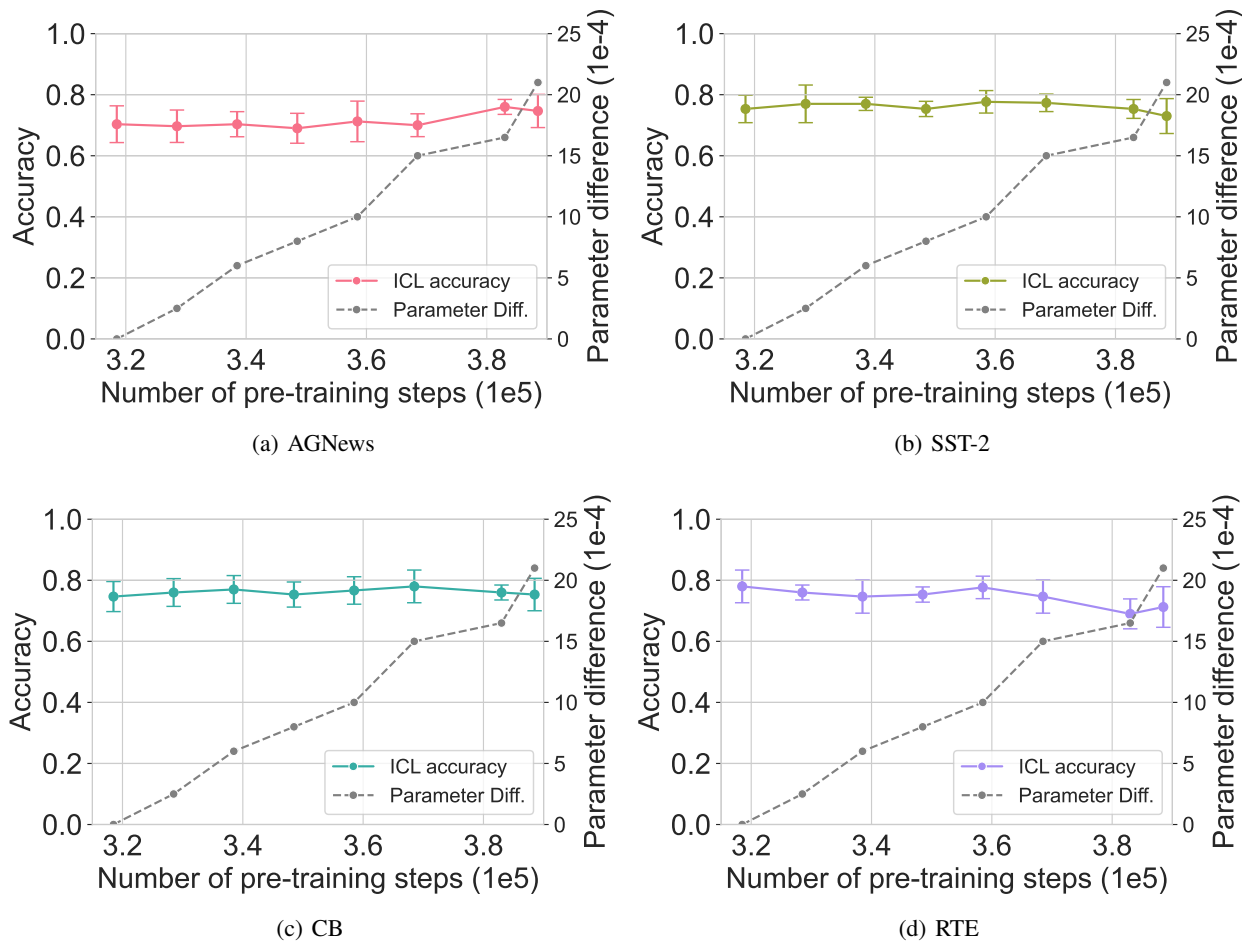 1.0
0.8
0.6
0.4
0.2
0.0
Accuracy
3.2 3.4 3.6 3.8
Number of pre-training steps (1e5)
25
20
15
10
5
0
Parameter difference (1e-4)
ICL accuracy
Parameter Diff.
(a) AGNews
1.0
0.8
0.6
0.4
0.2
0.0
Accuracy
3.2 3.4 3.6 3.8
Number of pre-training steps (1e5)
25
20
15
10
5
0
Parameter difference (1e-4)
ICL accuracy
Parameter Diff.
(b) SST-2
1.0
0.8
0.6
0.4
0.2
0.0
Accuracy
3.2 3.4 3.6 3.8
Number of pre-training steps (1e5)
25
20
15
10
5
0
Parameter difference (1e-4)
ICL accuracy
Parameter Diff.
(c) CB
1.0
0.8
0.6
0.4
0.2
0.0
Accuracy
3.2 3.4 3.6 3.8
Number of pre-training steps (1e5)
25
20
15
10
5
0
Parameter difference (1e-4)
ICL accuracy
Parameter Diff.
(d) RTE